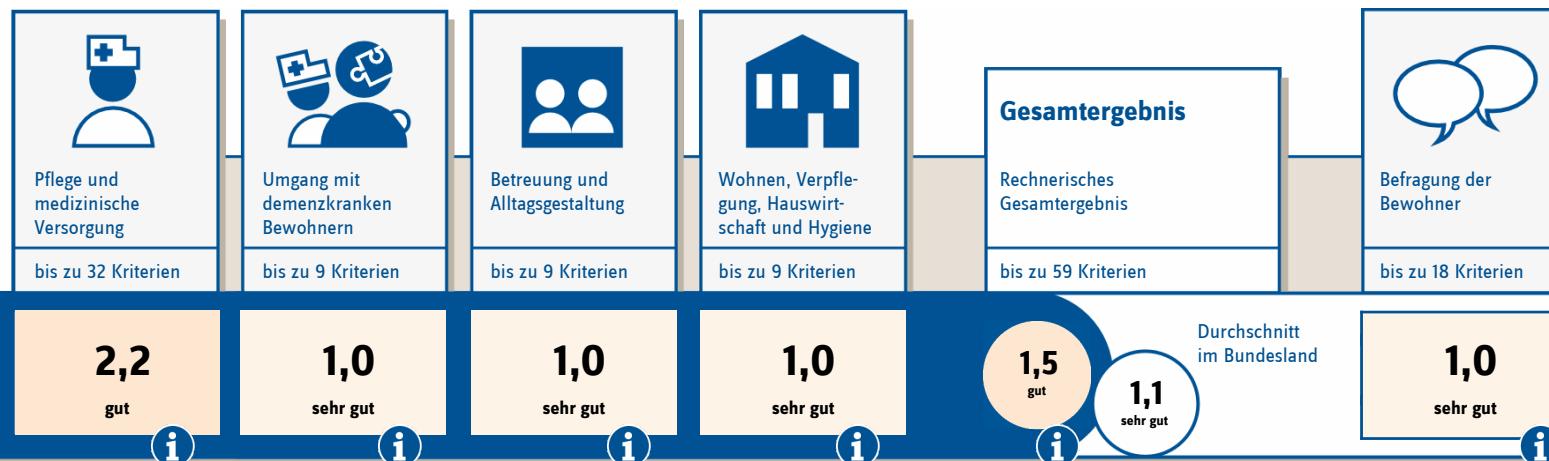 Pflege und
medizinische
Versorgung
bis zu 32 Kriterien
2,2
gut
i
Umgang mit
demenzkranken
Bewohnern
bis zu 9 Kriterien
1,0
sehr gut
i
Betreuung und
Alltagsgestaltung
bis zu 9 Kriterien
1,0
sehr gut
i
Wohnen, Verpfle-
gung, Hauswirt-
schaft und Hygiene
bis zu 9 Kriterien
1,0
sehr gut
i
Gesamtergebnis
Rechnerisches
Gesamtergebnis
bis zu 59 Kriterien
1,5
gut
i
Durchschnitt
im Bundesland
1,1
sehr gut
Befragung der
Bewohner
bis zu 18 Kriterien
1,0
sehr gut
i